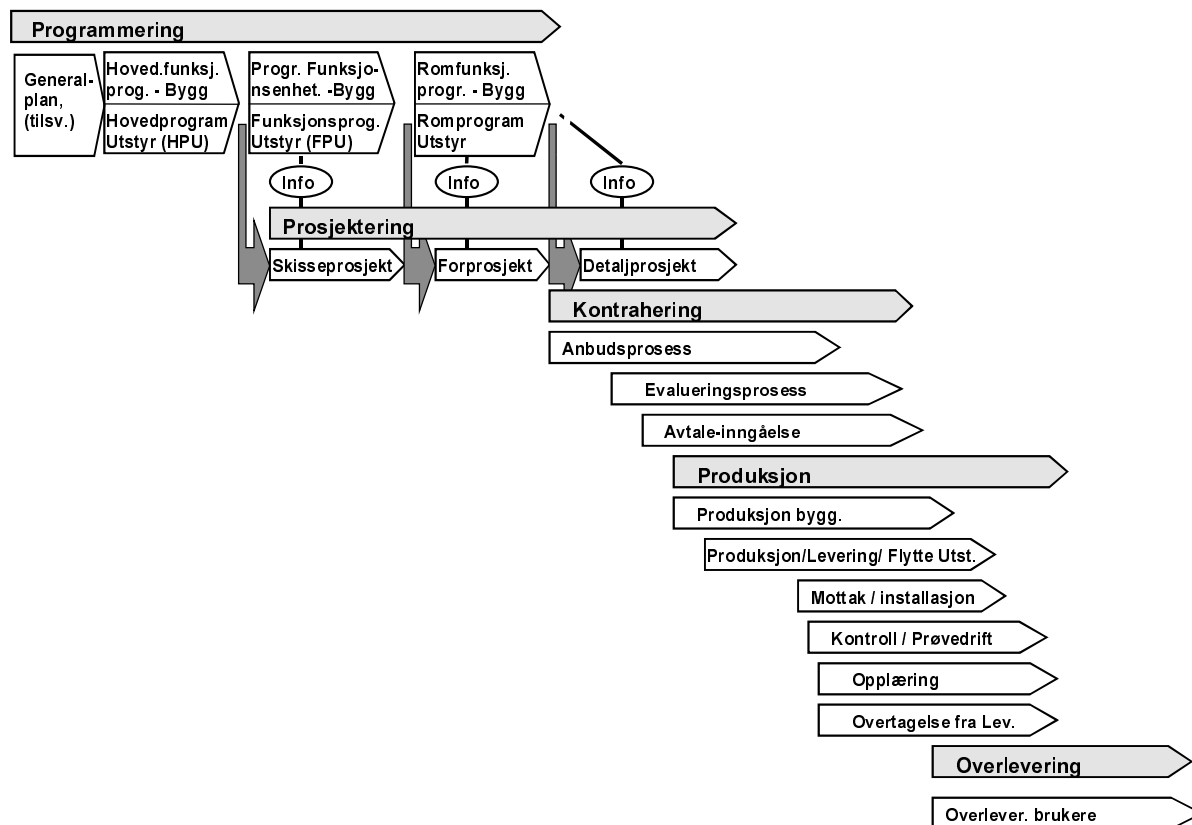 Programmering
General-
plan,
(tilsv.)
Hoved.funksj.
prog. - Bygg
Hovedprogram
Utstyr (HPU)
Progr. Funksjo-
nsenhet. -Bygg
Funksjonsprog.
Utstyr (FPU)
Romfunksj.
progr. - Bygg
Romprogram
Utstyr
Info
Info
Info
Prosjektering
Skisseprosjekt
Forprosjekt
Detaljprosjekt
Kontrahering
Anbudsprosess
Evalueringsprosess
Avtale-inngåelse
Produksjon
Produksjon bygg.
Produksjon/Levering/ Flytte Utst.
Mottak / installasjon
Kontroll / Prøvedrift
Opplæring
Overtagelse fra Lev.
Overlevering
Overlever. brukere